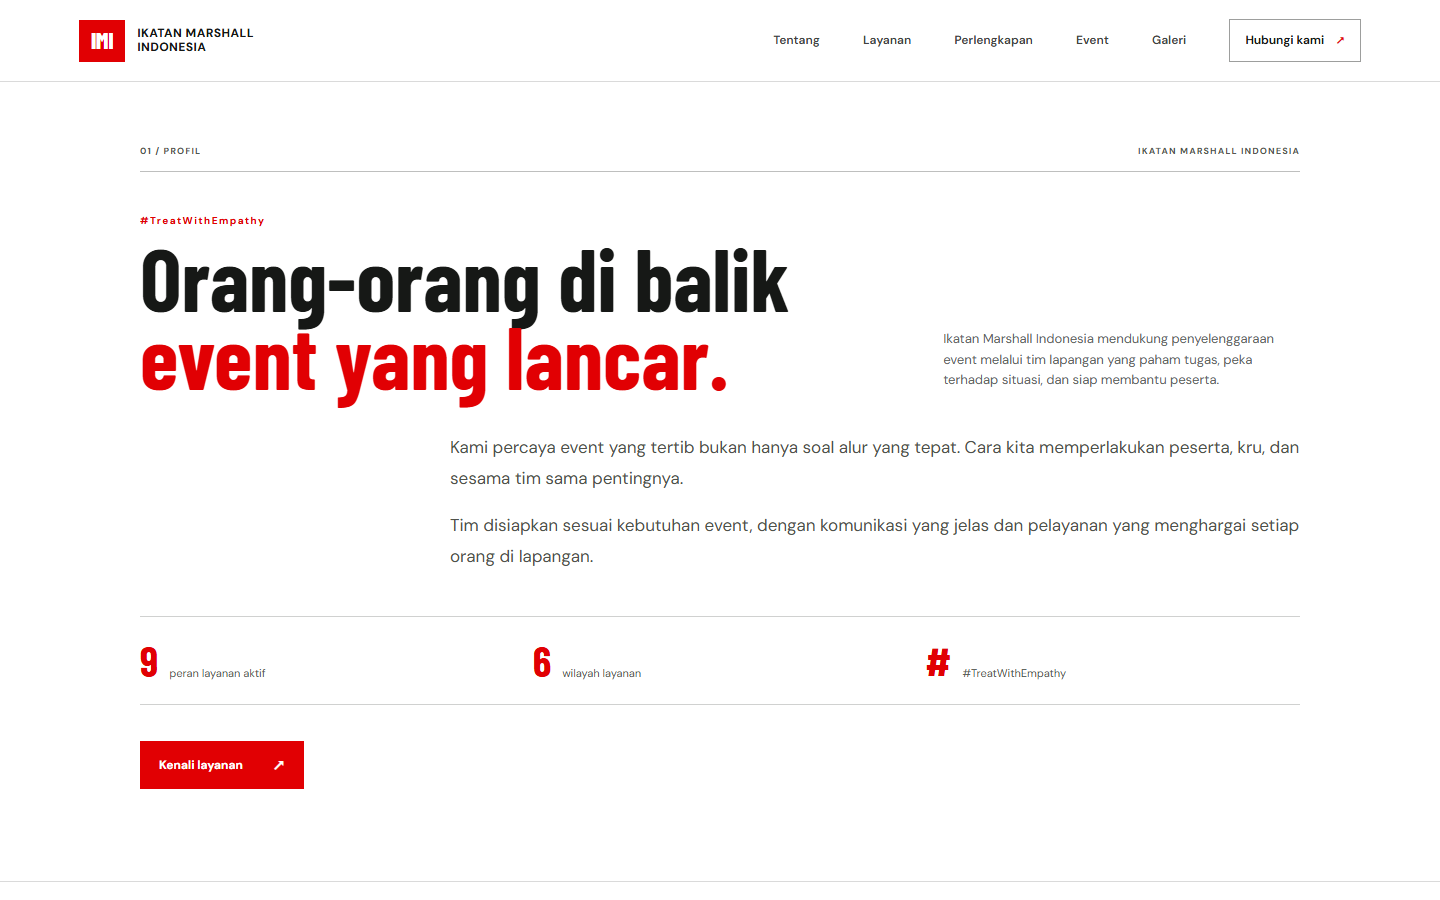 IMI
IKATAN MARSHALL
INDONESIA
Tentang
Layanan
Perlengkapan
Event
Galeri
Hubungi kami ↗
01 / PROFIL
IKATAN MARSHALL INDONESIA
#TreatWithEmpathy
Orang-orang di balik
event yang lancar.
Ikatan Marshall Indonesia mendukung penyelenggaraan
event melalui tim lapangan yang paham tugas, peka
terhadap situasi, dan siap membantu peserta.
Kami percaya event yang tertib bukan hanya soal alur yang tepat. Cara kita memperlakukan peserta, kru, dan
sesama tim sama pentingnya.
Tim disiapkan sesuai kebutuhan event, dengan komunikasi yang jelas dan pelayanan yang menghargai setiap
orang di lapangan.
9 peran layanan aktif
6 wilayah layanan
# #TreatWithEmpathy
Kenali layanan ↗